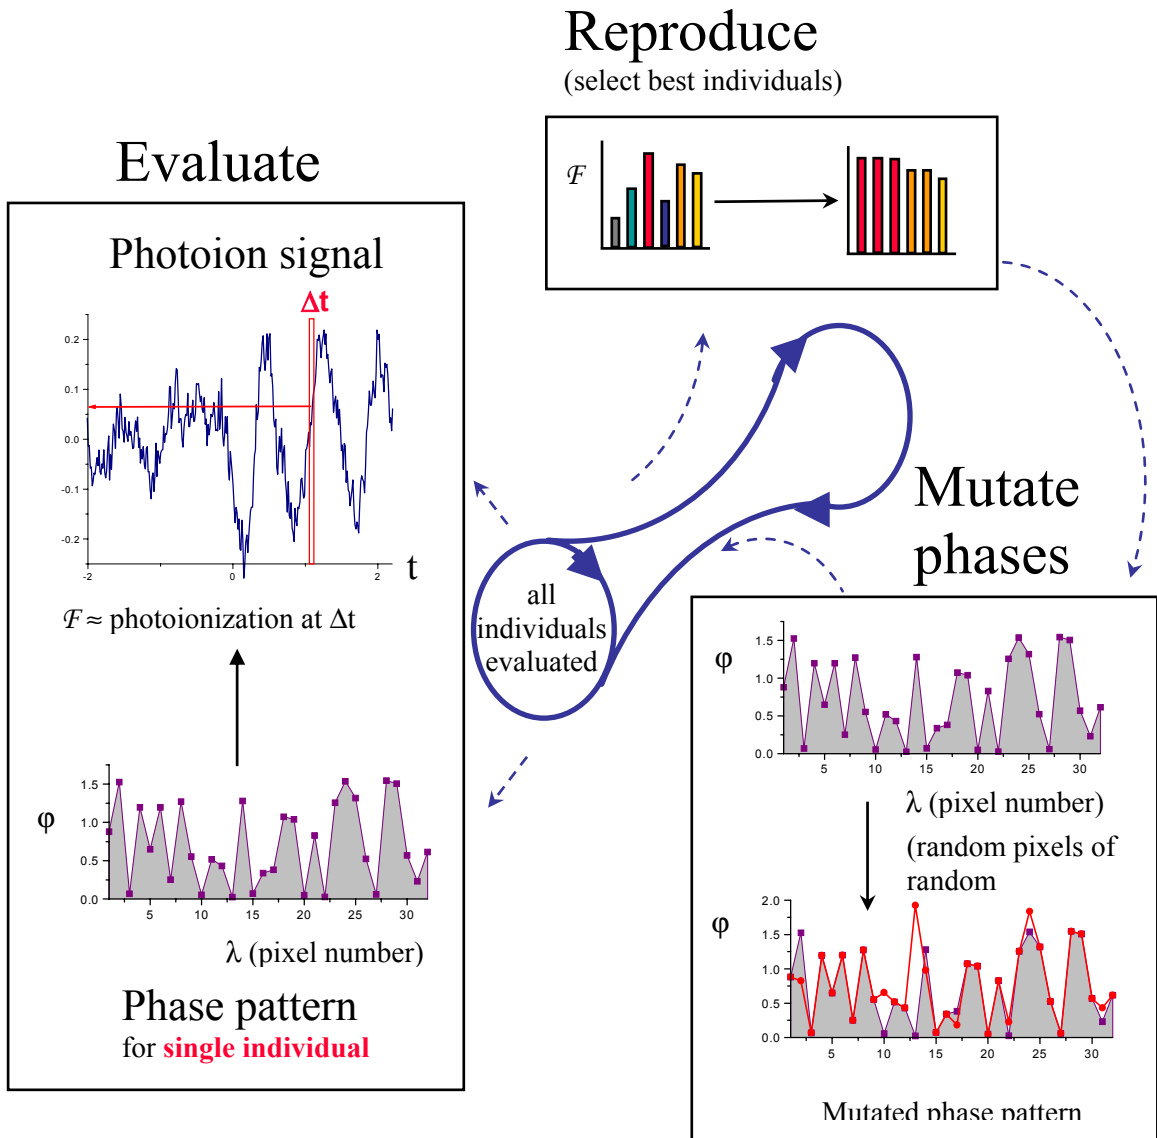 Reproduce
(select best individuals)
ℱ
Evaluate
Photoion signal
Δt
0.2
0.1
0.0
-0.1
-0.2
-2
0
2
t
ℱ ≈ photoionization at Δt
φ
1.5
1.0
0.5
0.0
5
10
15
20
25
30
λ (pixel number)
Phase pattern
for single individual
all
individuals
evaluated
Mutate
phases
φ
1.5
1.0
0.5
0.0
5
10
15
20
25
30
λ (pixel number)
(random pixels of
random
φ
2.0
1.5
1.0
0.5
0.0
5
10
15
20
25
30
Mutated phase pattern